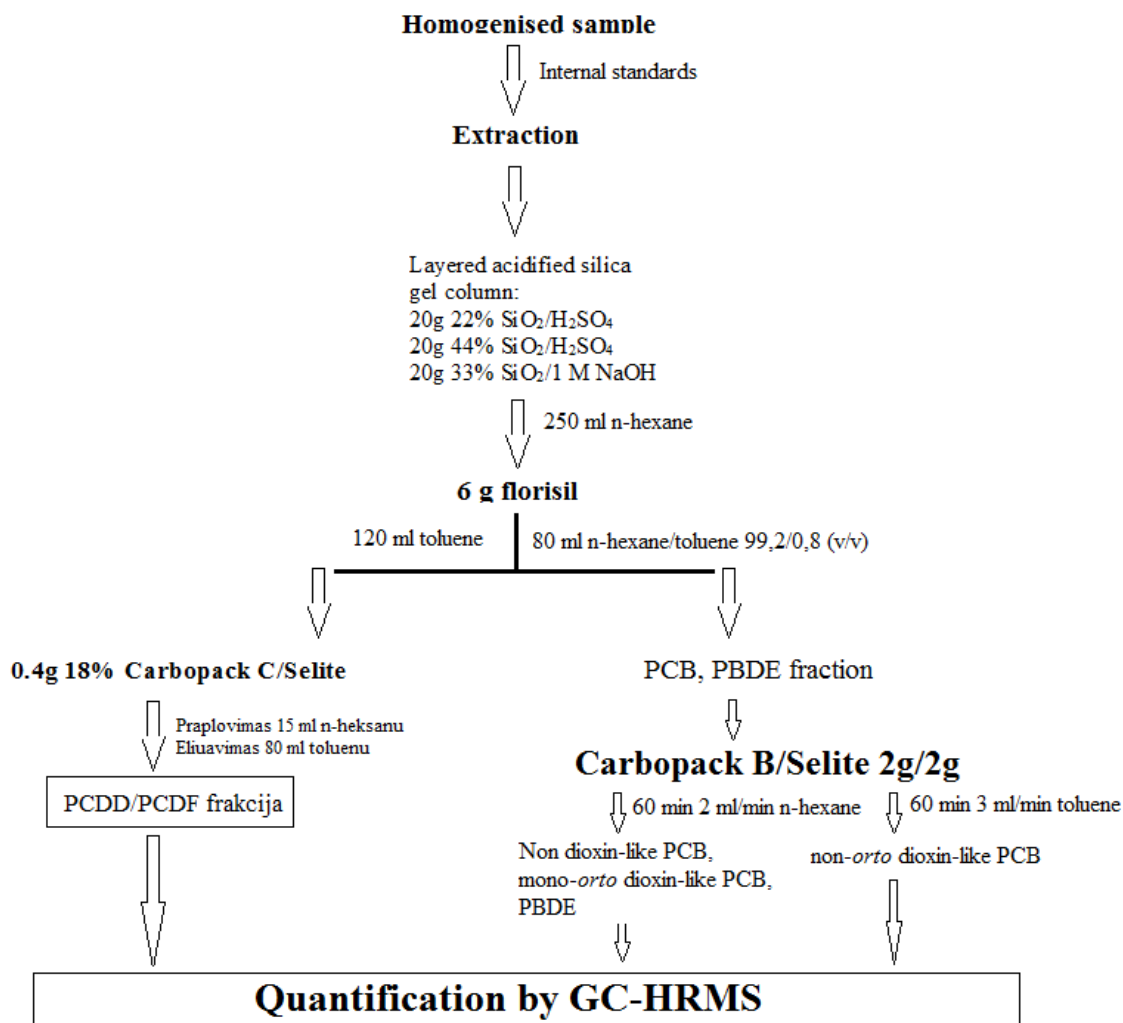 Homogenised sample
Internal standards
Extraction
Layered acidified silica
gel column:
20g 22% SiO₂/H₂SO₄
20g 44% SiO₂/H₂SO₄
20g 33% SiO₂/1 M NaOH
250 ml n-hexane
6 g florisil
120 ml toluene
80 ml n-hexane/toluene 99,2/0,8 (v/v)
0.4g 18% Carbopack C/Selite
Praplovimas 15 ml n-heksanu
Eliuavimas 80 ml toluenu
PCDD/PCDF frakcija
PCB, PBDE fraction
Carbopack B/Selite 2g/2g
60 min 2 ml/min n-hexane
60 min 3 ml/min toluene
Non dioxin-like PCB,
mono-orto dioxin-like PCB,
PBDE
non-orto dioxin-like PCB
Quantification by GC-HRMS